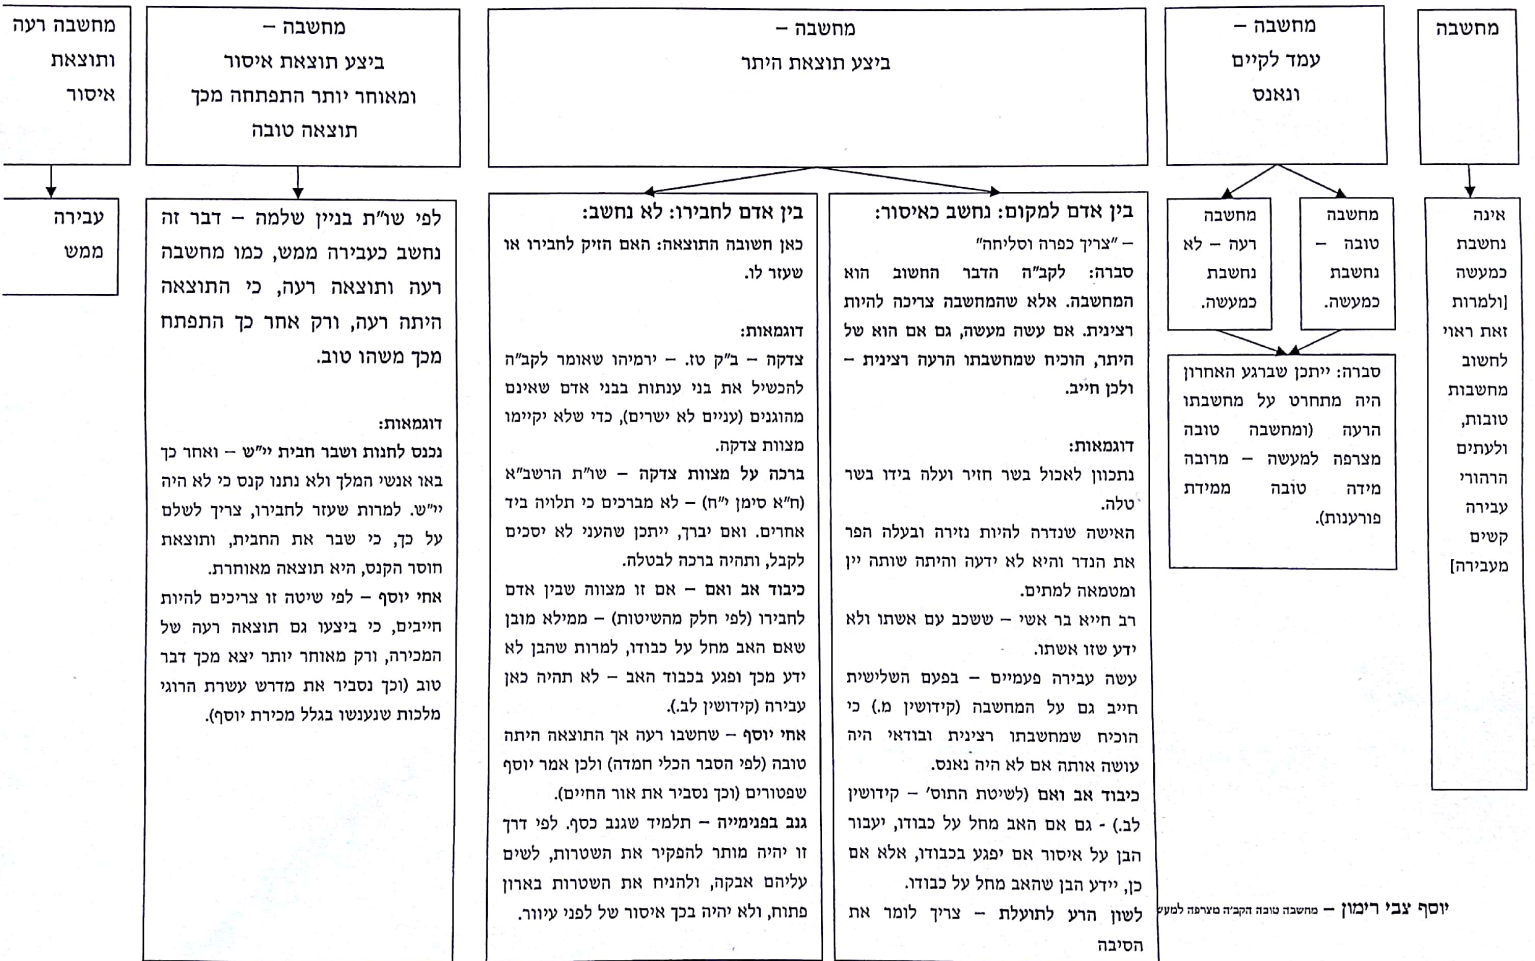 מחשבה
אינה
נחשבת
כמעשה
[ולמרות
זאת ראוי
לחשוב
מחשבות
טובות,
ולעתים
הרהורי
עבירה
קשים
מעבירה]
מחשבה –
עמד לקיים
ונאנס
מחשבה
טובה –
נחשבת
כמעשה.
מחשבה
רעה – לא
נחשבת
כמעשה.
סברה: ייתכן שברגע האחרון
היה מתחרט על מחשבתו
הרעה (ומחשבה טובה
מצרפה למעשה – מרובה
מידה טובה ממידת
פורענות).
מחשבה –
ביצע תוצאת היתר
בין אדם למקום: נחשב כאיסור:
– "צריך כפרה וסליחה"
סברה: לקב"ה הדבר החשוב הוא
המחשבה. אלא שהמחשבה צריכה להיות
רצינית. אם עשה מעשה, גם אם הוא של
היתר, הוכיח שמחשבתו הרעה רצינית –
ולכן חייב.
דוגמאות:
נתכוון לאכול בשר חזיר ועלה בידו בשר
טלה.
האישה שנדרה להיות נזירה ובעלה הפר
את הנדר והיא לא ידעה והיתה שותה יין
ומטמאה למתים.
רב חייא בר אשי – ששכב עם אשתו ולא
ידע שזו אשתו.
עשה עבירה פעמיים – בפעם השלישית
חייב גם על המחשבה (קידושין מ.) כי
הוכיח שמחשבתו רצינית ובודאי היה
עושה אותה אם לא היה נאנס.
כיבוד אב ואם (לשיטת התוס' – קידושין
לב.) - גם אם האב מחל על כבודו, יעבור
הבן על איסור אם יפגע בכבודו, אלא אם
כן, יידע הבן שהאב מחל על כבודו.
לשון הרע לתועלת – צריך לומר את
הסיבה
בין אדם לחבירו: לא נחשב:
כאן חשובה התוצאה: האם הזיק לחבירו או
שעזר לו.
דוגמאות:
צדקה – ב"ק טז. – ירמיהו שאומר לקב"ה
להכשיל את בני ענתות בבני אדם שאינם
מהוגנים (עניים לא ישרים), כדי שלא יקיימו
מצוות צדקה.
ברכה על מצוות צדקה – שו"ת הרשב"א
(ח"א סימן י"ח) – לא מברכים כי תלויה ביד
אחרים. ואם יברך, ייתכן שהעני לא יסכים
לקבל, ותהיה ברכה לבטלה.
כיבוד אב ואם – אם זו מצווה שבין אדם
לחבירו (לפי חלק מהשיטות) – ממילא מובן
שאם האב מחל על כבודו, למרות שהבן לא
ידע מכך ופגע בכבוד האב – לא תהיה כאן
עבירה (קידושין לב.).
אחי יוסף – שחשבו רעה אך התוצאה היתה
טובה (לפי הסבר הכלי חמדה) ולכן אמר יוסף
שפטורים (וכך נסביר את אור החיים).
גנב בפנימייה – תלמיד שגנב כסף. לפי דרך
זו יהיה מותר להפקיר את השטרות, לשים
עליהם אבקה, ולהניח את השטרות בארון
פתוח, ולא יהיה בכך איסור של לפני עיוור.
מחשבה –
ביצע תוצאת איסור
ומאוחר יותר התפתחה מכך
תוצאה טובה
לפי שו"ת בניין שלמה – דבר זה
נחשב כעבירה ממש, כמו מחשבה
רעה ותוצאה רעה, כי התוצאה
היתה רעה, ורק אחר כך התפתח
מכך משהו טוב.
דוגמאות:
נכנס לחנות ושבר חבית יי"ש – ואחר כך
באו אנשי המלך ולא נתנו קנס כי לא היה
יי"ש. למרות שעזר לחבירו, צריך לשלם
על כך, כי שבר את החבית, ותוצאת
חוסר הקנס, היא תוצאה מאוחרת.
אחי יוסף – לפי שיטה זו צריכים להיות
חייבים, כי ביצעו גם תוצאה רעה של
המכירה, ורק מאוחר יותר יצא מכך דבר
טוב (וכך נסביר את מדרש עשרת הרוגי
מלכות שנענשו בגלל מכירת יוסף).
מחשבה רעה
ותוצאת
איסור
עבירה
ממש
יוסף צבי רימון – מחשבה טובה הקב"ה מצרפה למעש